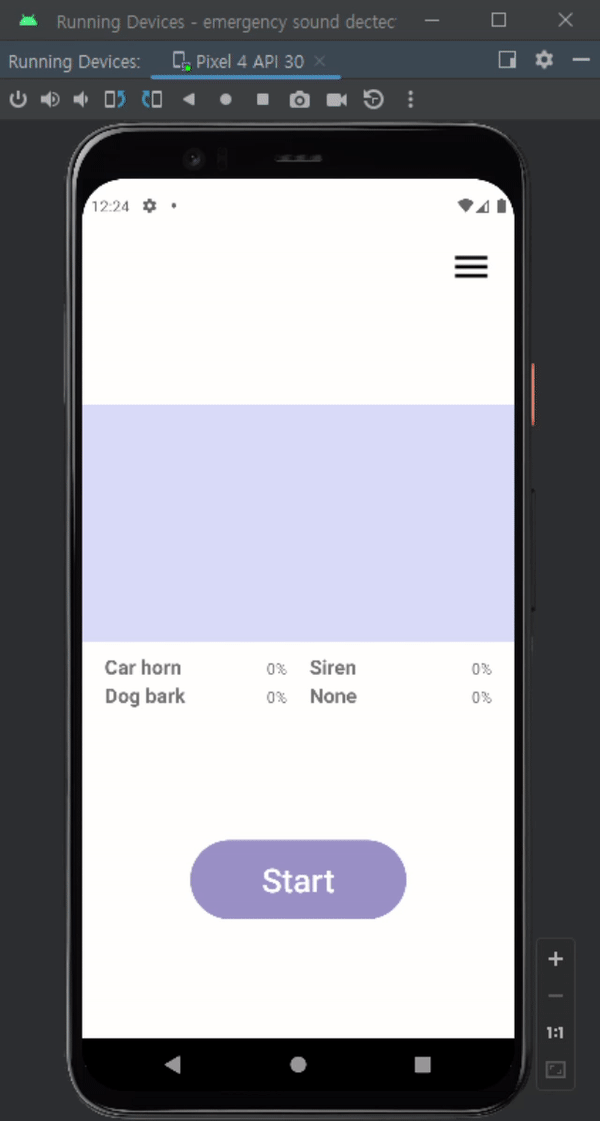 Running Devices - emergency sound dectect
Running Devices: Pixel 4 API 30
12:24
Car horn 0% Siren 0%
Dog bark 0% None 0%
Start
1:1